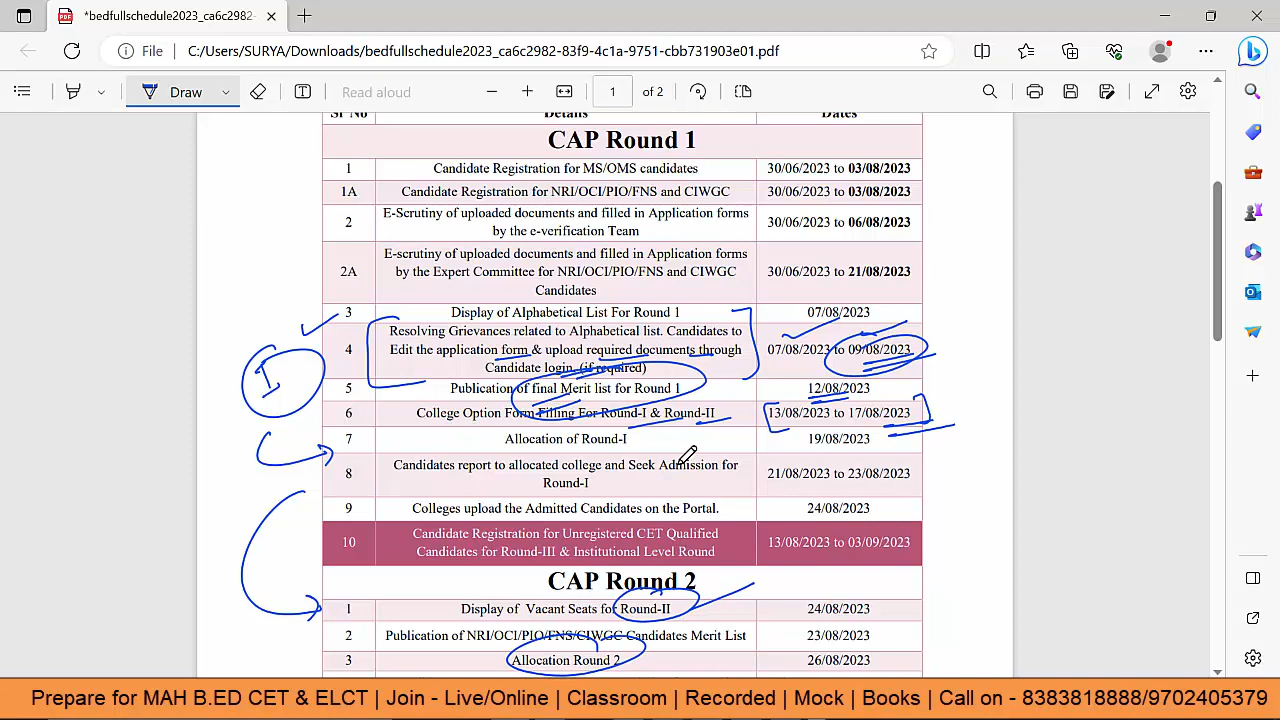 *bedfullschedule2023_ca6c2982-
File C:/Users/SURYA/Downloads/bedfullschedule2023_ca6c2982-83f9-4c1a-9751-cbb731903e01.pdf
Draw Read aloud 1 of 2
Sr No Details Dates
CAP Round 1
1 Candidate Registration for MS/OMS candidates 30/06/2023 to 03/08/2023
1A Candidate Registration for NRI/OCI/PIO/FNS and CIWGC 30/06/2023 to 03/08/2023
E-Scrutiny of uploaded documents and filled in Application forms
2 by the e-verification Team 30/06/2023 to 06/08/2023
E-scrutiny of uploaded documents and filled in Application forms
2A by the Expert Committee for NRI/OCI/PIO/FNS and CIWGC 30/06/2023 to 21/08/2023
Candidates
3 Display of Alphabetical List For Round 1 07/08/2023
Resolving Grievances related to Alphabetical list. Candidates to
4 Edit the application form & upload required documents through 07/08/2023 to 09/08/2023
Candidate login. (if required)
I
5 Publication of final Merit list for Round 1 12/08/2023
6 College Option Form Filling For Round-I & Round-II 13/08/2023 to 17/08/2023
7 Allocation of Round-I 19/08/2023
8 Candidates report to allocated college and Seek Admission for 21/08/2023 to 23/08/2023
Round-I
9 Colleges upload the Admitted Candidates on the Portal. 24/08/2023
10 Candidate Registration for Unregistered CET Qualified 13/08/2023 to 03/09/2023
Candidates for Round-III & Institutional Level Round
CAP Round 2
1 Display of Vacant Seats for Round-II 24/08/2023
2 Publication of NRI/OCI/PIO/FNS/CIWGC Candidates Merit List 23/08/2023
3 Allocation Round 2 26/08/2023
Prepare for MAH B.ED CET & ELCT | Join - Live/Online | Classroom | Recorded | Mock | Books | Call on - 8383818888/9702405379